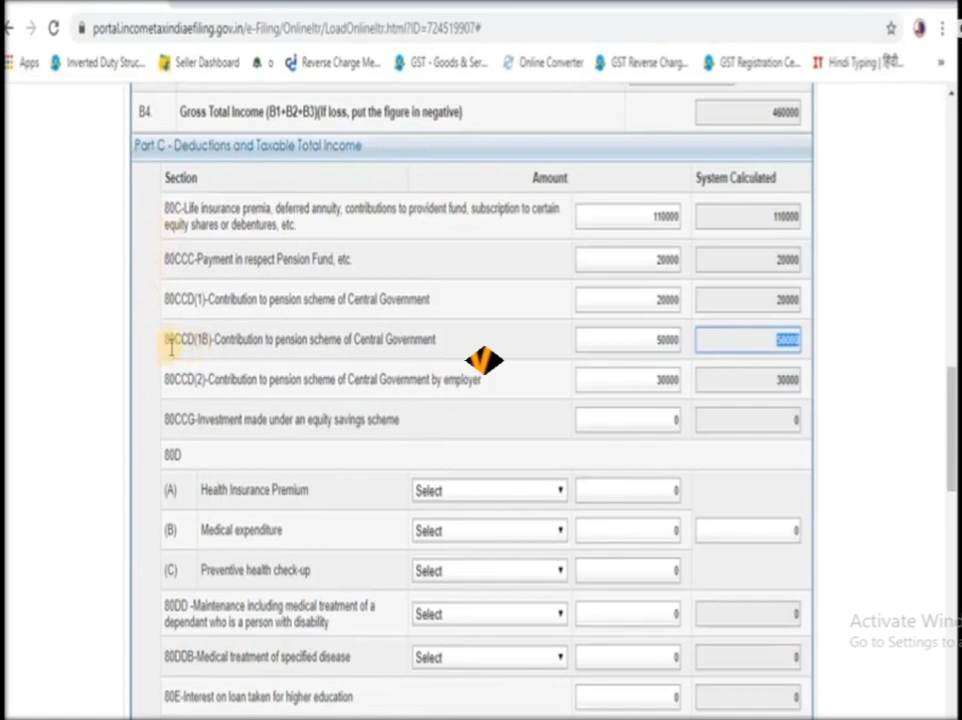 portal.incometaxindiaefiling.gov.in/e-Filing/OnlineItr/LoadOnlineItr.html?ID=724519907#
Apps Inverted Duty Struc... Seller Dashboard Reverse Charge Me... GST - Goods & Ser... Online Converter GST Reverse Charg... GST Registration Ce... IT Hindi Typing | हिंदी... »
B4. Gross Total Income (B1+B2+B3)(If loss, put the figure in negative) 460000
Part C - Deductions and Taxable Total Income
Section Amount System Calculated
80C-Life insurance premia, deferred annuity, contributions to provident fund, subscription to certain
equity shares or debentures, etc. 110000 110000
80CCC-Payment in respect Pension Fund, etc. 20000 20000
80CCD(1)-Contribution to pension scheme of Central Government 20000 20000
80CCD(1B)-Contribution to pension scheme of Central Government 50000 50000
80CCD(2)-Contribution to pension scheme of Central Government by employer 30000 30000
80CCG-Investment made under an equity savings scheme 0 0
80D
(A) Health Insurance Premium Select 0
(B) Medical expenditure Select 0 0
(C) Preventive health check-up Select 0
80DD -Maintenance including medical treatment of a
dependant who is a person with disability Select 0 0
80DDB-Medical treatment of specified disease Select 0 0
80E-Interest on loan taken for higher education 0 0
Activate Win
Go to Settings to